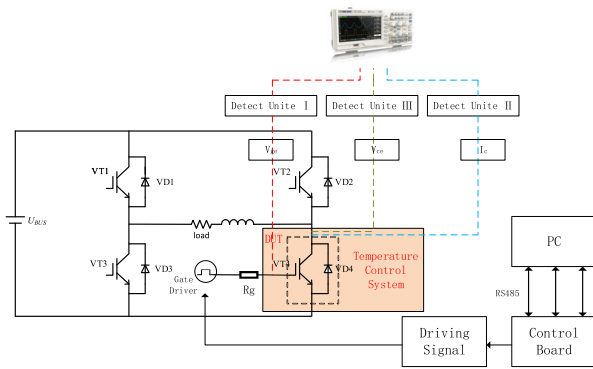 Detect Unite Ⅰ
Detect Unite Ⅲ
Detect Unite Ⅱ
Vce
Ic
VT1
VD1
VT2
VD2
UBUS
load
DUT
VT3
VD3
VT4
VD4
Temperature
Control
System
Gate
Driver
Rg
PC
RS485
Driving
Signal
Control
Board